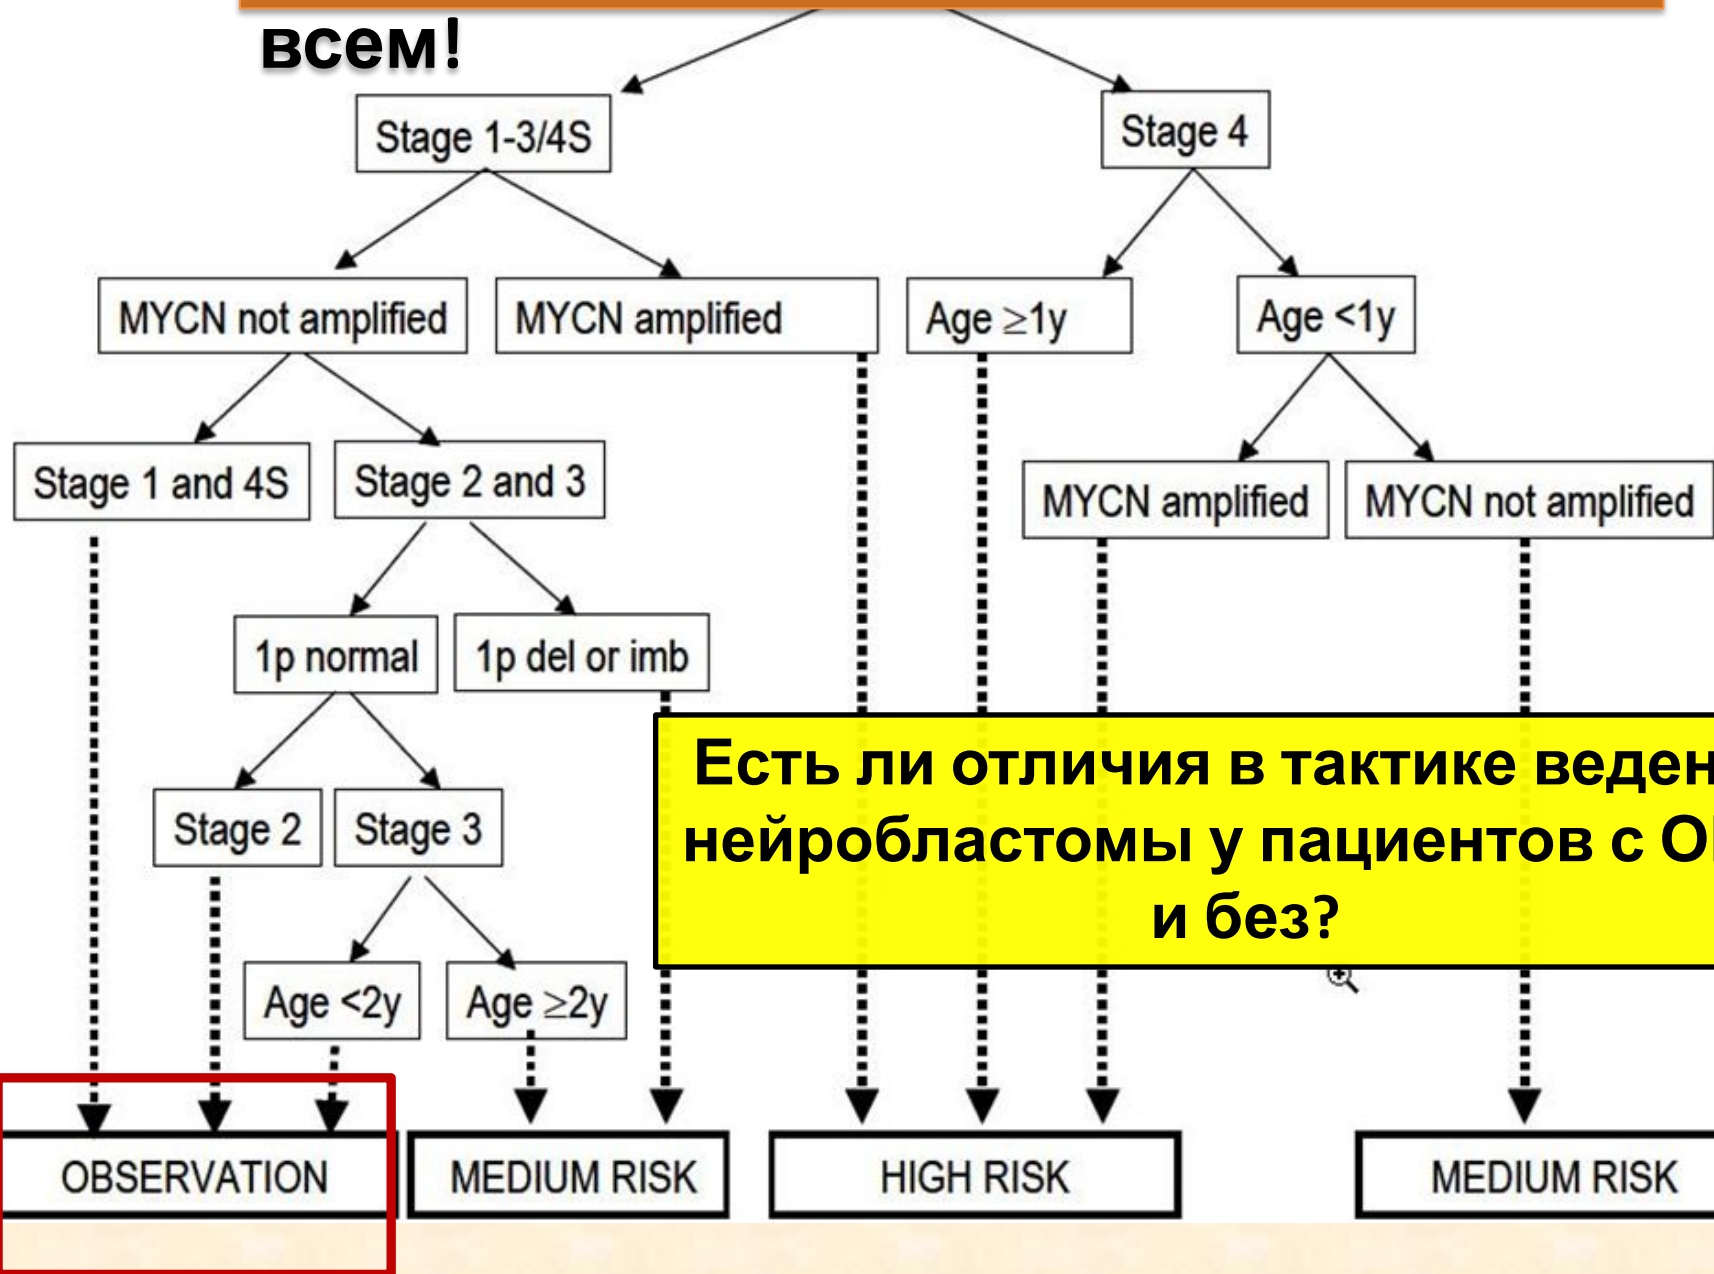 всем!
Stage 1-3/4S
Stage 4
MYCN not amplified
MYCN amplified
Age ≥1y
Age <1y
Stage 1 and 4S
Stage 2 and 3
MYCN amplified
MYCN not amplified
1p normal
1p del or imb
Есть ли отличия в тактике
нейробластомы у пациентов с
и без?
Stage 2
Stage 3
Age <2y
Age ≥2y
OBSERVATION
MEDIUM RISK
HIGH RISK
MEDIUM RISK